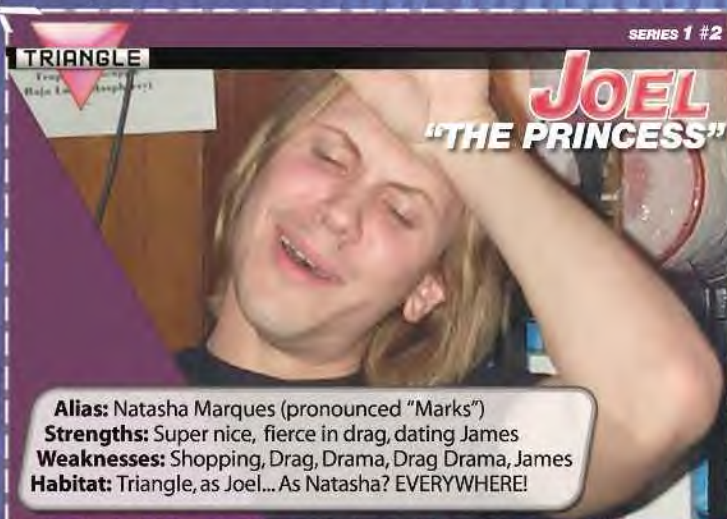 SERIES 1 #2
TRIANGLE
JOEL
"THE PRINCESS"
Alias: Natasha Marques (pronounced "Marks")
Strengths: Super nice, fierce in drag, dating James
Weaknesses: Shopping, Drag, Drama, Drag Drama, James
Habitat: Triangle, as Joel... As Natasha? EVERYWHERE!